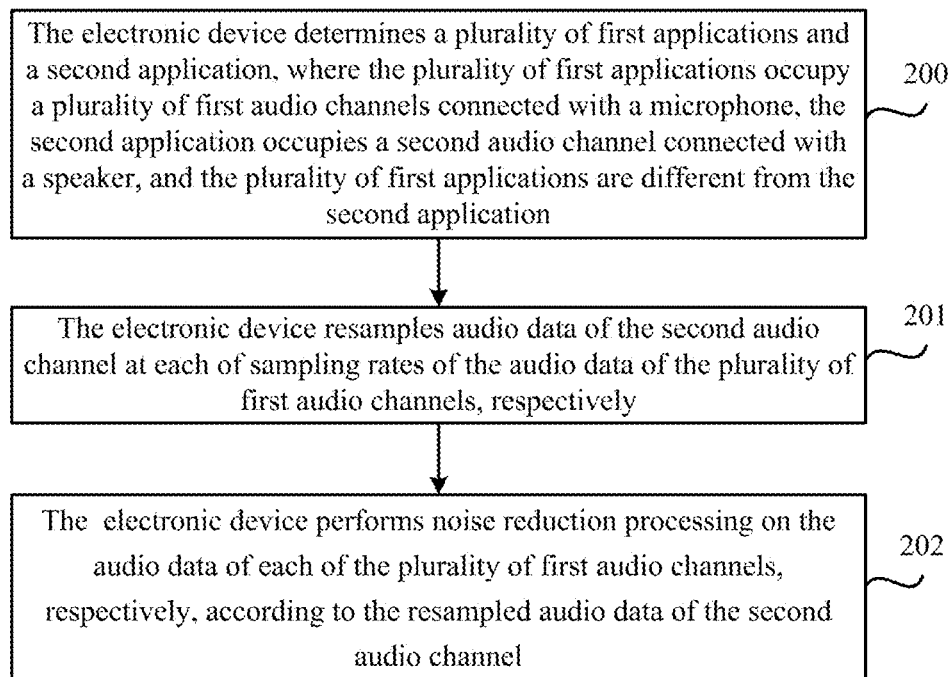 The electronic device determines a plurality of first applications and
a second application, where the plurality of first applications occupy
a plurality of first audio channels connected with a microphone, the
second application occupies a second audio channel connected with
a speaker, and the plurality of first applications are different from the
second application
200
The electronic device resamples audio data of the second audio
channel at each of sampling rates of the audio data of the plurality of
first audio channels, respectively
201
The electronic device performs noise reduction processing on the
audio data of each of the plurality of first audio channels,
respectively, according to the resampled audio data of the second
audio channel
202